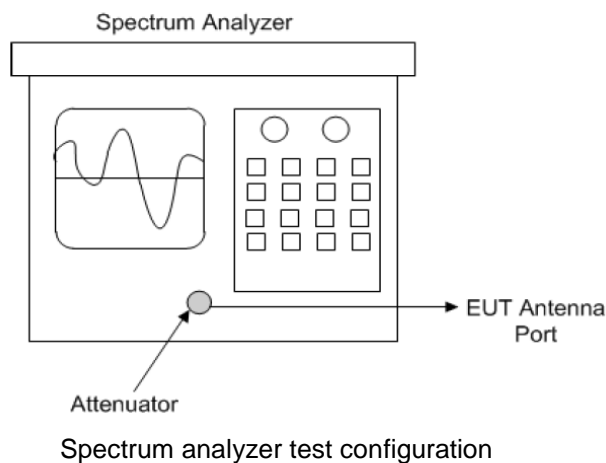 Spectrum Analyzer
EUT Antenna
Port
Attenuator
Spectrum analyzer test configuration